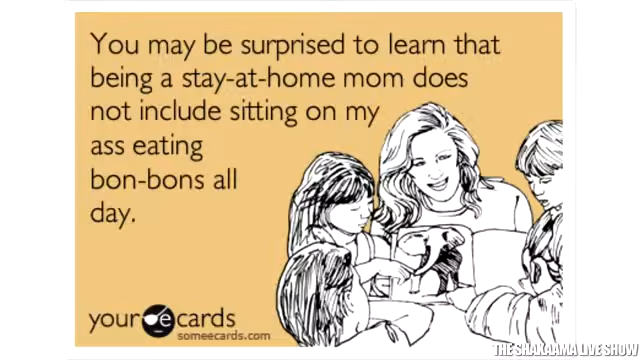 You may be surprised to learn that
being a stay-at-home mom does
not include sitting on my
ass eating
bon-bons all
day.
your e cards
someecards.com
THE SHAKAAMA LIVE SHOW